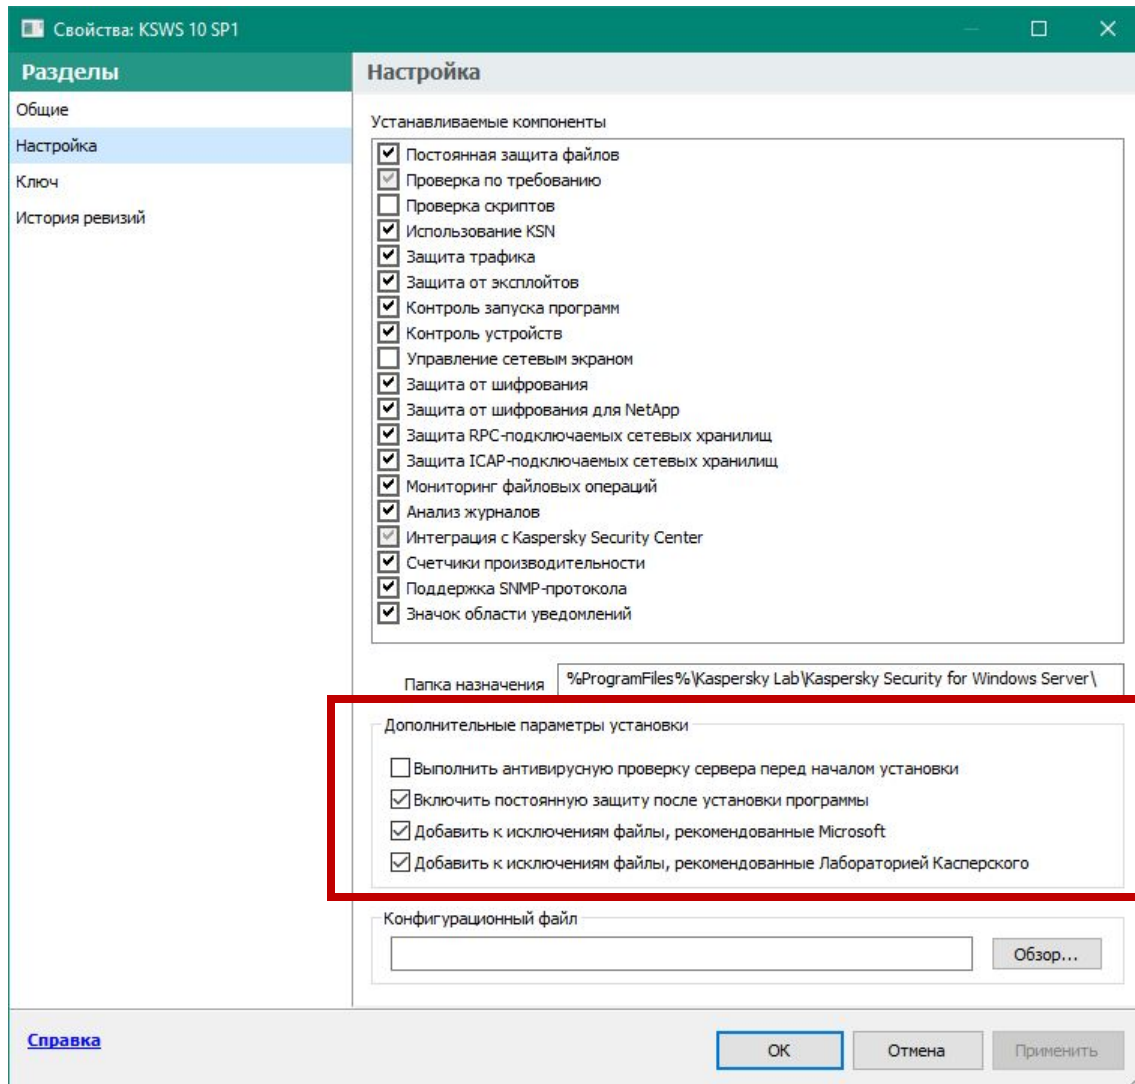 Свойства: KSWS 10 SP1
Разделы
Общие
Настройка
Ключ
История ревизий
Настройка
Устанавливаемые компоненты
Постоянная защита файлов
Проверка по требованию
Проверка скриптов
Использование KSN
Защита трафика
Защита от эксплойтов
Контроль запуска программ
Контроль устройств
Управление сетевым экраном
Защита от шифрования
Защита от шифрования для NetApp
Защита RPC-подключаемых сетевых хранилищ
Защита ICAP-подключаемых сетевых хранилищ
Мониторинг файловых операций
Анализ журналов
Интеграция с Kaspersky Security Center
Счетчики производительности
Поддержка SNMP-протокола
Значок области уведомлений
Папка назначения %ProgramFiles%\Kaspersky Lab\Kaspersky Security for Windows Server\
Дополнительные параметры установки
Выполнить антивирусную проверку сервера перед началом установки
Включить постоянную защиту после установки программы
Добавить к исключениям файлы, рекомендованные Microsoft
Добавить к исключениям файлы, рекомендованные Лабораторией Касперского
Конфигурационный файл
Обзор...
Справка
ОК Отмена Применить